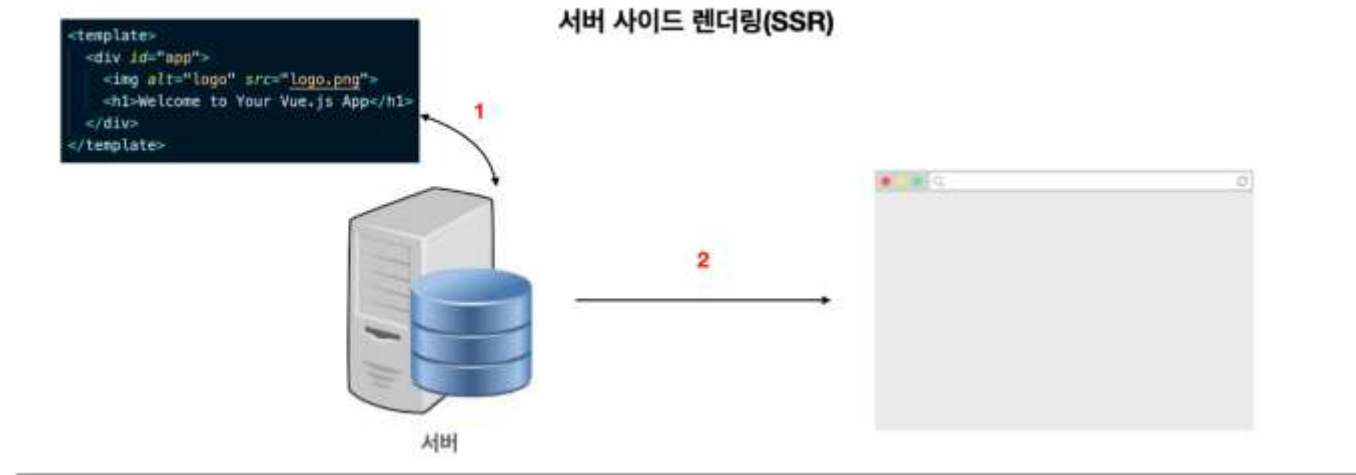 서버 사이드 렌더링(SSR)
<template>
<div id="app">
<img alt="logo" src="logo.png">
<h1>Welcome to Your Vue.js App</h1>
</div>
</template>
1
2
서버